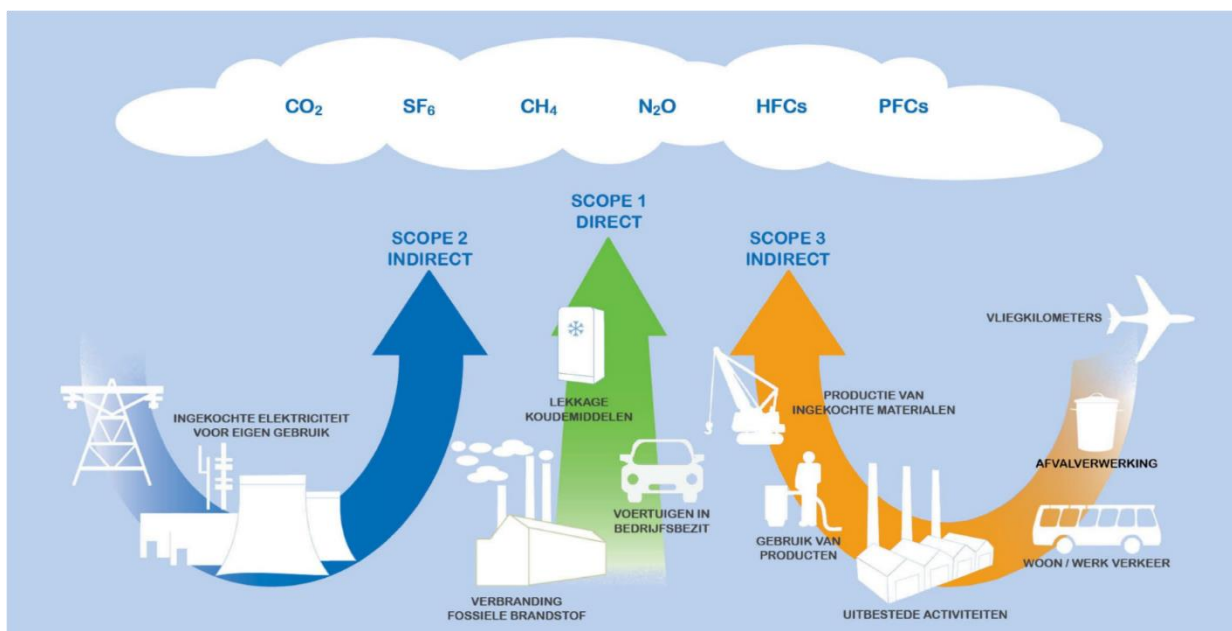 CO₂ SF₆ CH₄ N₂O HFCs PFCs
SCOPE 1
DIRECT
SCOPE 2
INDIRECT
SCOPE 3
INDIRECT
INGEKOCHTE ELEKTRICITEIT
VOOR EIGEN GEBRUIK
LEKKAGE
KOUDEMIDDELEN
VERBRANDING
FOSSIELE BRANDSTOF
VOERTUIGEN IN
BEDRIJFSBEZIT
VLIEGKILOMETERS
PRODUCTIE VAN
INGEKOCHTE MATERIALEN
AFVALVERWERKING
GEBRUIK VAN
PRODUCTEN
WOON / WERK VERKEER
UITBESTEDE ACTIVITEITEN